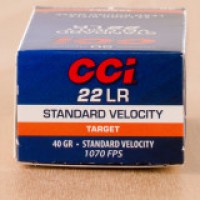 CCi
22 LR
STANDARD VELOCITY
TARGET
40 GR - STANDARD VELOCITY
1070 FPS